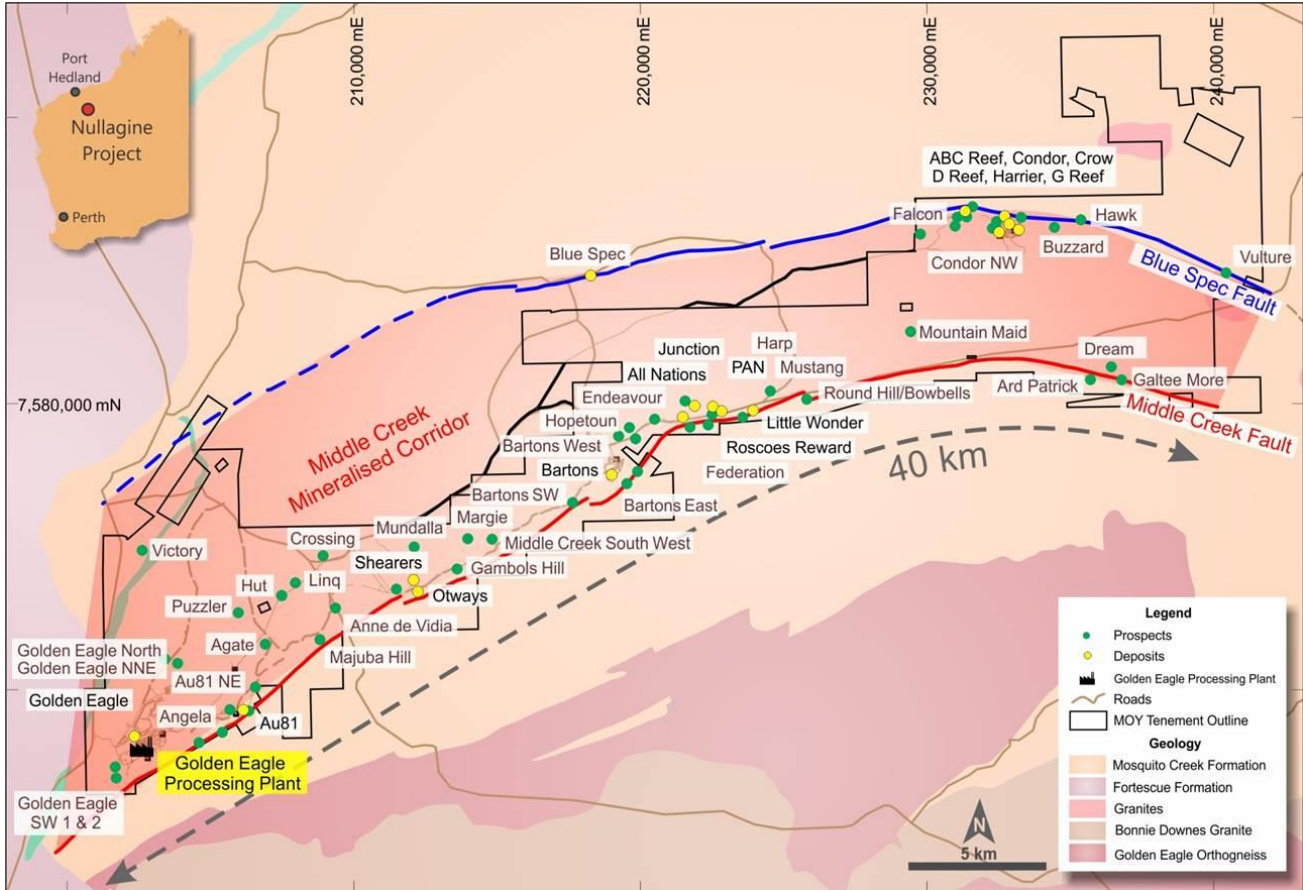 210,000 mE
220,000 mE
230,000 mE
240,000 mE
Port
Hedland
Nullagine
Project
Perth
ABC Reef, Condor, Crow
D Reef, Harrier, G Reef
Falcon
Hawk
Buzzard
Condor NW
Blue Spec
Vulture
Blue Spec Fault
Mountain Maid
Harp
Junction
PAN
Mustang
Dream
All Nations
Endeavour
Round Hill/Bowbells
Ard Patrick
Galtee More
7,580,000 mN
Middle Creek
Mineralised Corridor
Middle Creek Fault
Hopetoun
Little Wonder
Bartons West
Roscoes Reward
40 km
Bartons
Federation
Bartons SW
Bartons East
Margie
Mundalla
Crossing
Middle Creek South West
Victory
Shearers
Gambols Hill
Linq
Hut
Otways
Puzzler
Anne de Vidia
Agate
Majuba Hill
Golden Eagle North
Golden Eagle NNE
Au81 NE
Golden Eagle
Angela
Au81
Golden Eagle
Processing Plant
Golden Eagle
SW 1 & 2
N
5 km
Legend
Prospects
Deposits
Golden Eagle Processing Plant
Roads
MOY Tenement Outline
Geology
Mosquito Creek Formation
Fortescue Formation
Granites
Bonnie Downes Granite
Golden Eagle Orthogneiss